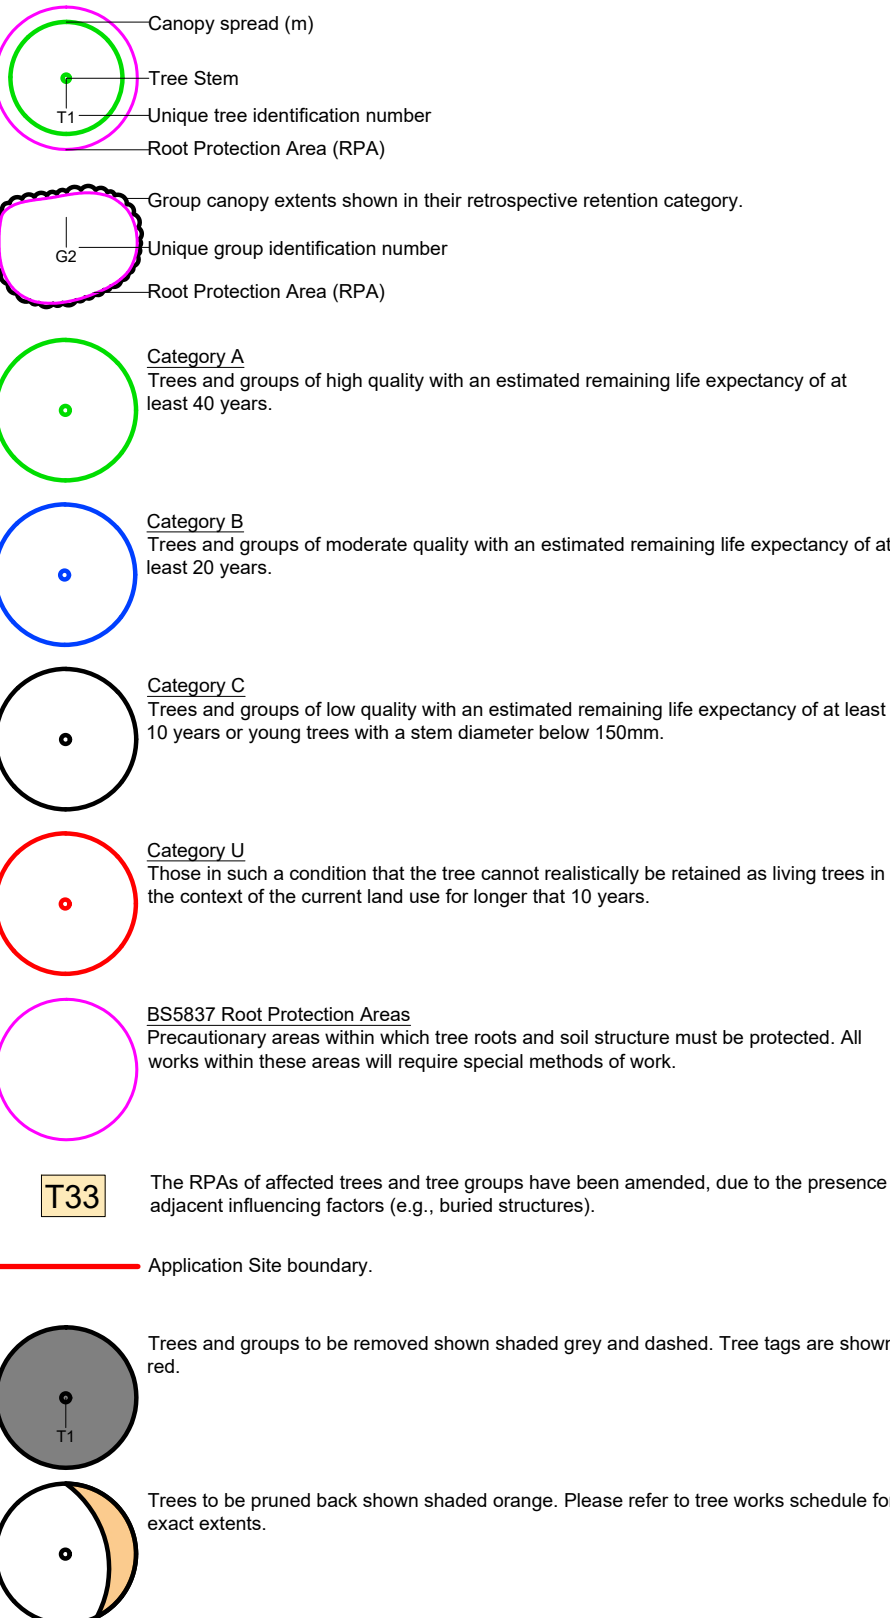 Canopy spread (m)
Tree Stem
T1
Unique tree identification number
Root Protection Area (RPA)
Group canopy extents shown in their retrospective retention category.
Unique group identification number
G2
Root Protection Area (RPA)
Category A
Trees and groups of high quality with an estimated remaining life expectancy of at
least 40 years.
Category B
Trees and groups of moderate quality with an estimated remaining life expectancy of at
least 20 years.
Category C
Trees and groups of low quality with an estimated remaining life expectancy of at least
10 years or young trees with a stem diameter below 150mm.
Category U
Those in such a condition that the tree cannot realistically be retained as living trees in
the context of the current land use for longer that 10 years.
BS5837 Root Protection Areas
Precautionary areas within which tree roots and soil structure must be protected. All
works within these areas will require special methods of work.
T33
The RPAs of affected trees and tree groups have been amended, due to the presence
adjacent influencing factors (e.g., buried structures).
Application Site boundary.
Trees and groups to be removed shown shaded grey and dashed. Tree tags are shown
red.
T1
Trees to be pruned back shown shaded orange. Please refer to tree works schedule for
exact extents.